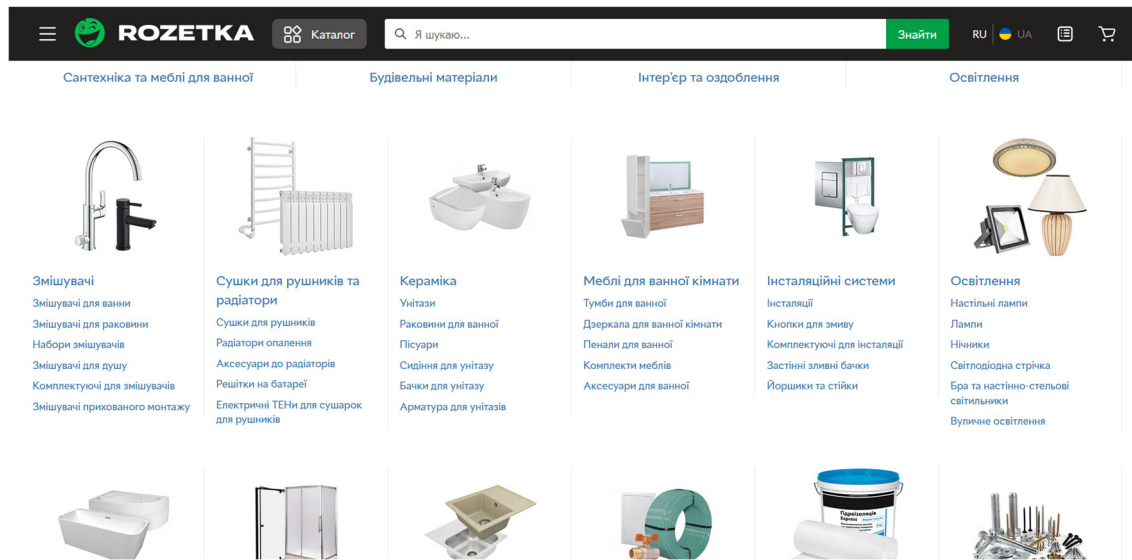 ROZETKA
Каталог
Я шукаю...
Знайти
RU
UA
Сантехніка та меблі для ванної
Будівельні матеріали
Інтер'єр та оздоблення
Освітлення
Змішувачі
Змішувачі для ванни
Змішувачі для раковини
Набори змішувачів
Змішувачі для душу
Комплектуючі для змішувачів
Змішувачі прихованого монтажу
Сушки для рушників та
радіатори
Сушки для рушників
Радіатори опалення
Аксесуари до радіаторів
Решітки на батареї
Електричні ТЕНи для сушарок
для рушників
Кераміка
Унітази
Раковини для ванної
Пісуари
Сидіння для унітазу
Бачки для унітазу
Арматура для унітазів
Меблі для ванної кімнати
Тумби для ванної
Дзеркала для ванної кімнати
Пенали для ванної
Комплекти меблів
Аксесуари для ванної
Інсталяційні системи
Інсталяції
Кнопки для змиву
Комплектуючі для інсталяції
Застінні зливні бачки
Йоршики та стійки
Освітлення
Настільні лампи
Лампи
Нічники
Світлодіодна стрічка
Бра та настінно-стельові
світильники
Вуличне освітлення
Гідроізоляція
Express